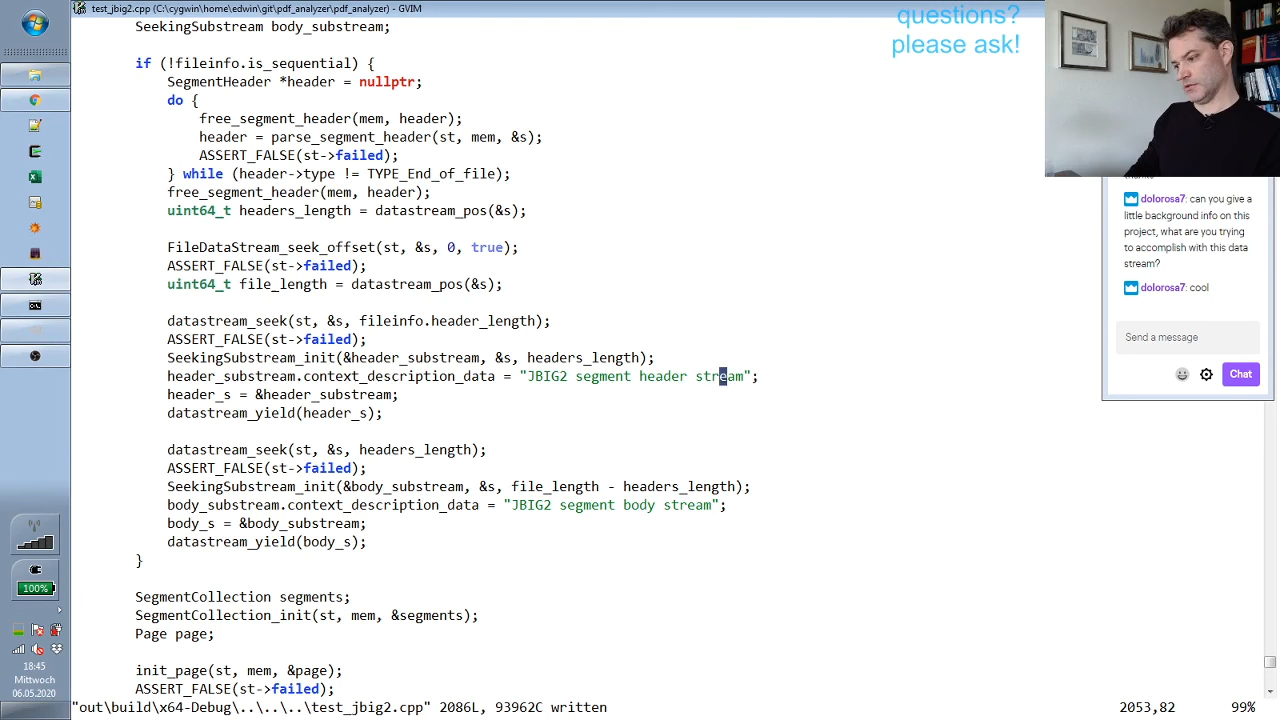 test_jbig2.cpp (C:\cygwin\home\edwin\git\pdf_analyzer\pdf_analyzer) - GVIM
SeekingSubstream body_substream;
if (!fileinfo.is_sequential) {
SegmentHeader *header = nullptr;
do {
free_segment_header(mem, header);
header = parse_segment_header(st, mem, &s);
ASSERT_FALSE(st->failed);
} while (header->type != TYPE_End_of_file);
free_segment_header(mem, header);
uint64_t headers_length = datastream_pos(&s);
FileDataStream_seek_offset(st, &s, 0, true);
ASSERT_FALSE(st->failed);
uint64_t file_length = datastream_pos(&s);
datastream_seek(st, &s, fileinfo.header_length);
ASSERT_FALSE(st->failed);
SeekingSubstream_init(&header_substream, &s, headers_length);
header_substream.context_description_data = "JBIG2 segment header stream";
header_s = &header_substream;
datastream_yield(header_s);
datastream_seek(st, &s, headers_length);
ASSERT_FALSE(st->failed);
SeekingSubstream_init(&body_substream, &s, file_length - headers_length);
body_substream.context_description_data = "JBIG2 segment body stream";
body_s = &body_substream;
datastream_yield(body_s);
}
SegmentCollection segments;
SegmentCollection_init(st, mem, &segments);
Page page;
init_page(st, mem, &page);
ASSERT_FALSE(st->failed);
"out\build\x64-Debug\..\..\..\test_jbig2.cpp" 2086L, 93962C written
2053,82
99%
questions?
please ask!
dolorosa7: can you give a
little background info on this
project, what are you trying
to accomplish with this data
stream?
dolorosa7: cool
Send a message
Chat
100%
18:45
Mittwoch
06.05.2020